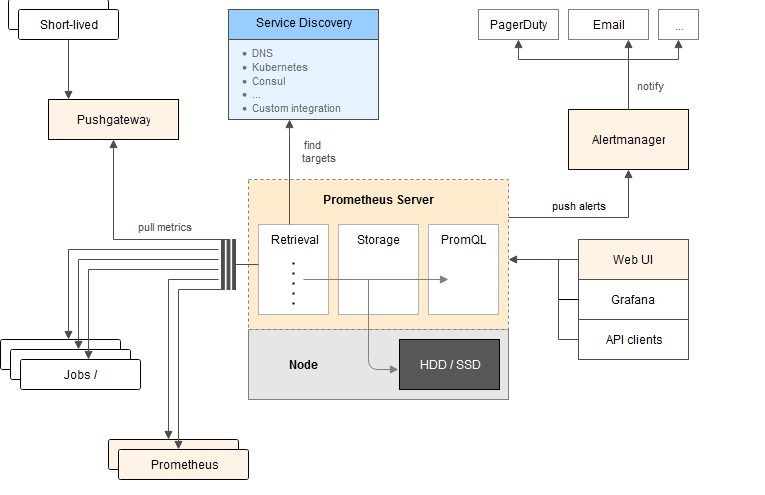 Short-lived
Service Discovery
DNS
Kubernetes
Consul
...
Custom integration
PagerDuty
Email
...
notify
Pushgateway
Alertmanager
find
targets
pull metrics
Prometheus Server
push alerts
Retrieval
Storage
PromQL
Web UI
Grafana
API clients
Node
HDD / SSD
Jobs /
Prometheus